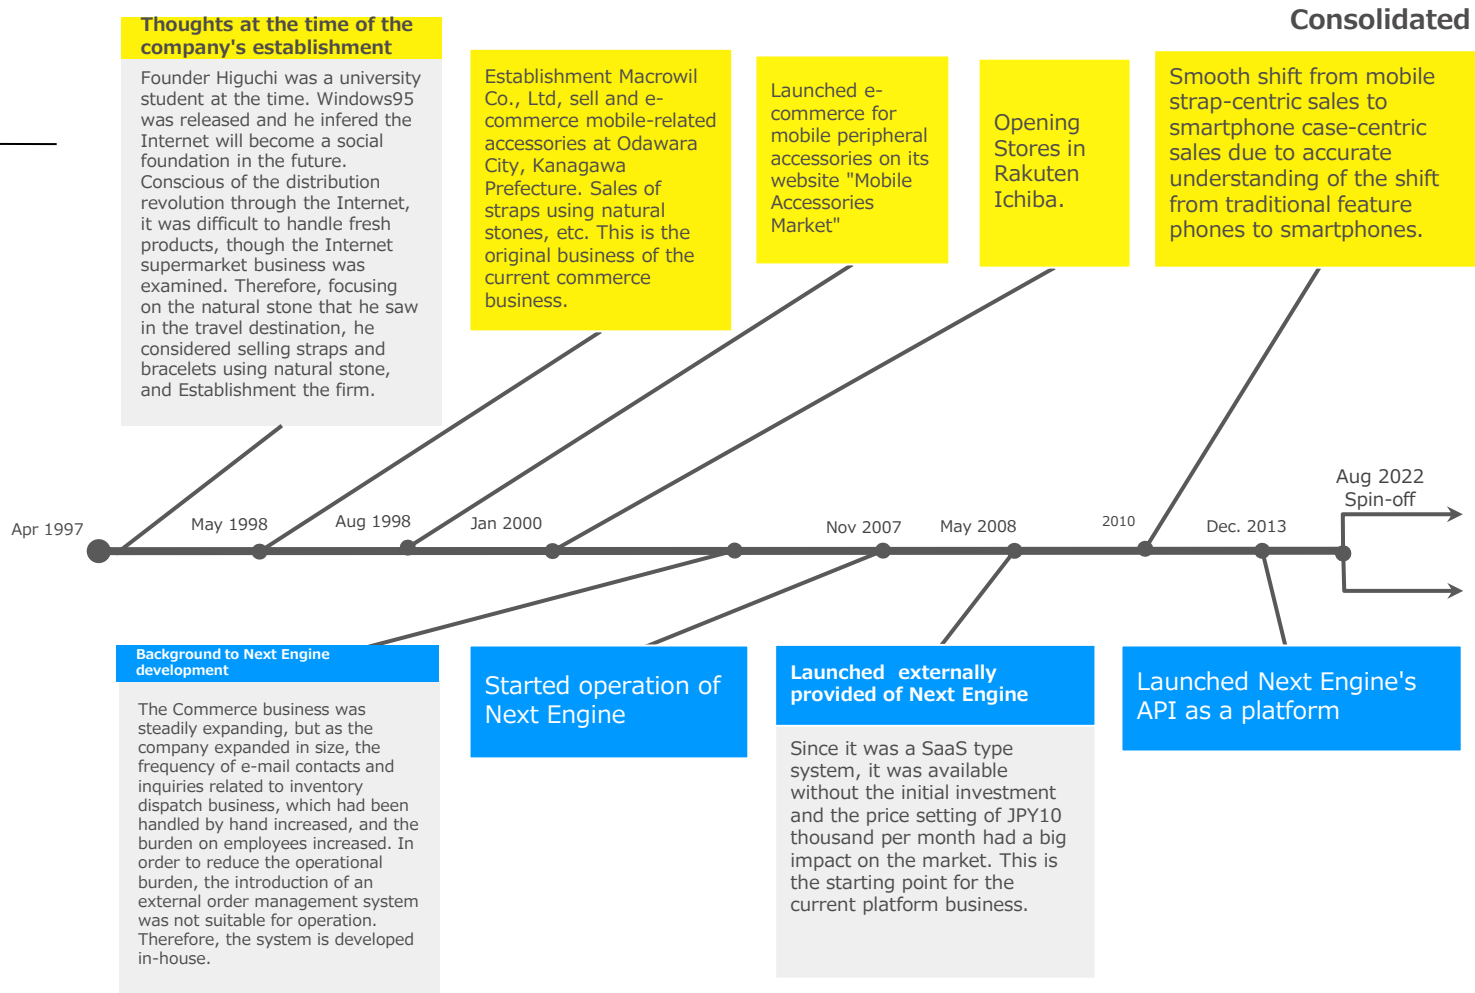 Consolidated
Thoughts at the time of the
company's establishment
Founder Higuchi was a university
student at the time. Windows95
was released and he infered the
Internet will become a social
foundation in the future.
Conscious of the distribution
revolution through the Internet,
it was difficult to handle fresh
products, though the Internet
supermarket business was
examined. Therefore, focusing
on the natural stone that he saw
in the travel destination, he
considered selling straps and
bracelets using natural stone,
and Establishment the firm.
Establishment Macrowil
Co., Ltd, sell and e-
commerce mobile-related
accessories at Odawara
City, Kanagawa
Prefecture. Sales of
straps using natural
stones, etc. This is the
original business of the
current commerce
business.
Launched e-
commerce for
mobile peripheral
accessories on its
website "Mobile
Accessories
Market"
Opening
Stores in
Rakuten
Ichiba.
Smooth shift from mobile
strap-centric sales to
smartphone case-centric
sales due to accurate
understanding of the shift
from traditional feature
phones to smartphones.
Apr 1997
May 1998
Aug 1998
Jan 2000
Nov 2007
May 2008
2010
Dec. 2013
Aug 2022
Spin-off
Background to Next Engine
development
The Commerce business was
steadily expanding, but as the
company expanded in size, the
frequency of e-mail contacts and
inquiries related to inventory
dispatch business, which had been
handled by hand increased, and the
burden on employees increased. In
order to reduce the operational
burden, the introduction of an
external order management system
was not suitable for operation.
Therefore, the system is developed
in-house.
Started operation of
Next Engine
Launched externally
provided of Next Engine
Since it was a SaaS type
system, it was available
without the initial investment
and the price setting of JPY10
thousand per month had a big
impact on the market. This is
the starting point for the
current platform business.
Launched Next Engine's
API as a platform